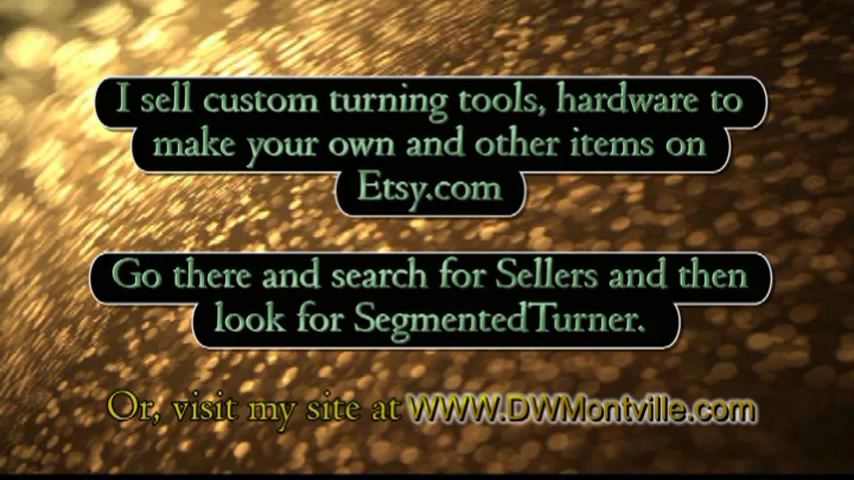 I sell custom turning tools, hardware to
make your own and other items on
Etsy.com
Go there and search for Sellers and then
look for SegmentedTurner.
Or, visit my site at WWW.DWMontville.com